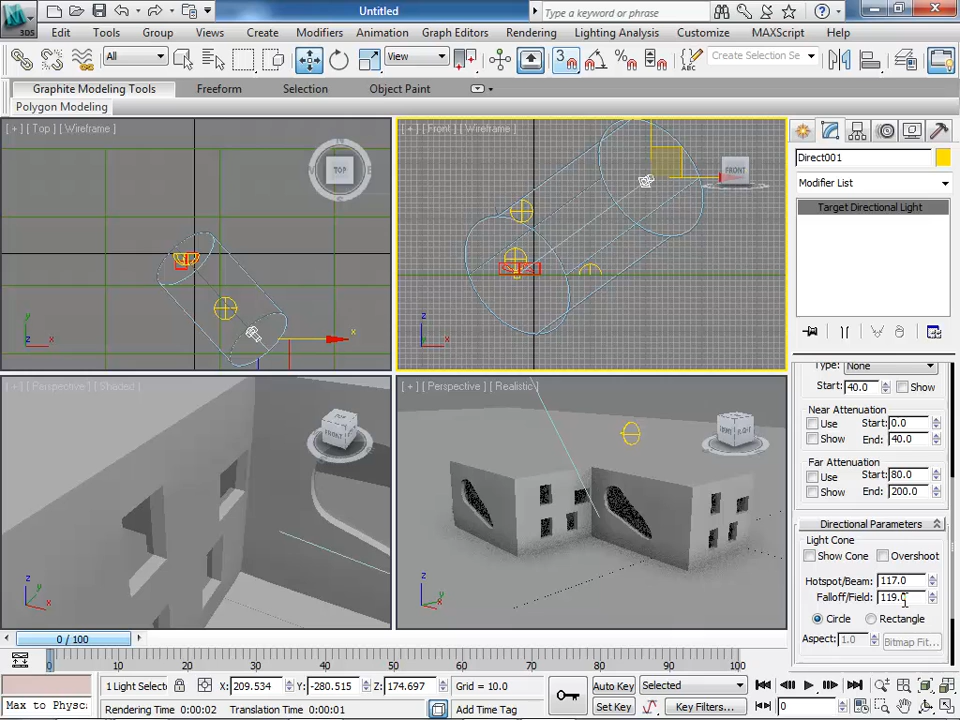 Untitled
Type a keyword or phrase
3DS
Edit Tools Group Views Create Modifiers Animation Graph Editors Rendering Lighting Analysis Customize MAXScript Help
All View 3 Create Selection Se
Graphite Modeling Tools Freeform Selection Object Paint
Polygon Modeling
[ + ] [ Top ] [ Wireframe ]
TOP
N
S
y
z x
x
[ + ] [ Front ] [ Wireframe ]
FRONT
z
y x
[ + ] [ Perspective ] [ Shaded ]
TOP
FRONT
z
y
x
[ + ] [ Perspective ] [ Realistic ]
z
y
x
Direct001
Modifier List
Target Directional Light
Type: None
Start: 40.0 Show
Near Attenuation
Use Start: 0.0
Show End: 40.0
Far Attenuation
Use Start: 80.0
Show End: 200.0
Directional Parameters
Light Cone
Show Cone Overshoot
Hotspot/Beam: 117.0
Falloff/Field: 119.0
Circle Rectangle
Aspect: 1.0 Bitmap Fit...
0 / 100
0 10 20 30 40 50 60 70 80 90 100
1 Light Selecte X: 209.534 Y: -280.515 Z: 174.697 Grid = 10.0 Auto Key Selected
Max to Physc Rendering Time 0:00:02 Translation Time 0:00:01 Add Time Tag Set Key Key Filters... 0